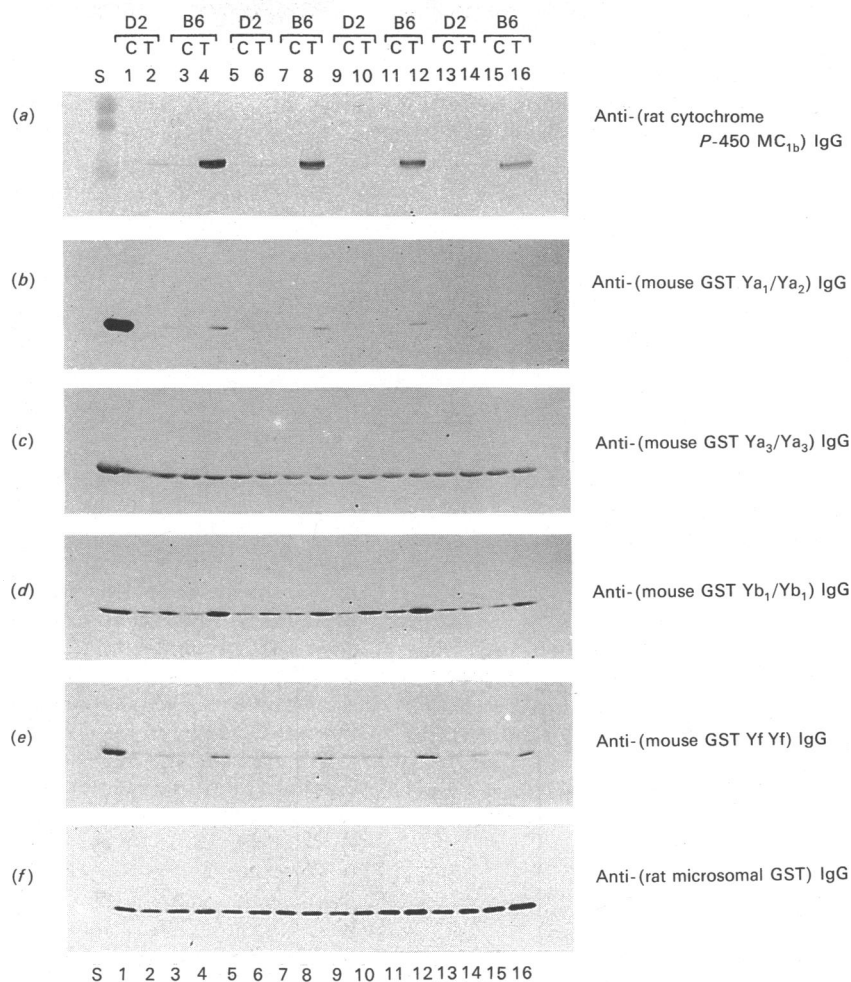 D2 B6 D2 B6 D2 B6 D2 B6
C T C T C T C T C T C T C T C T
S 1 2 3 4 5 6 7 8 9 10 11 12 13 14 15 16
(a) Anti-(rat cytochrome
P-450 MC1b) IgG
(b) Anti-(mouse GST Ya1/Ya2) IgG
(c) Anti-(mouse GST Ya3/Ya3) IgG
(d) Anti-(mouse GST Yb1/Yb1) IgG
(e) Anti-(mouse GST Yf Yf) IgG
(f) Anti-(rat microsomal GST) IgG
S 1 2 3 4 5 6 7 8 9 10 11 12 13 14 15 16